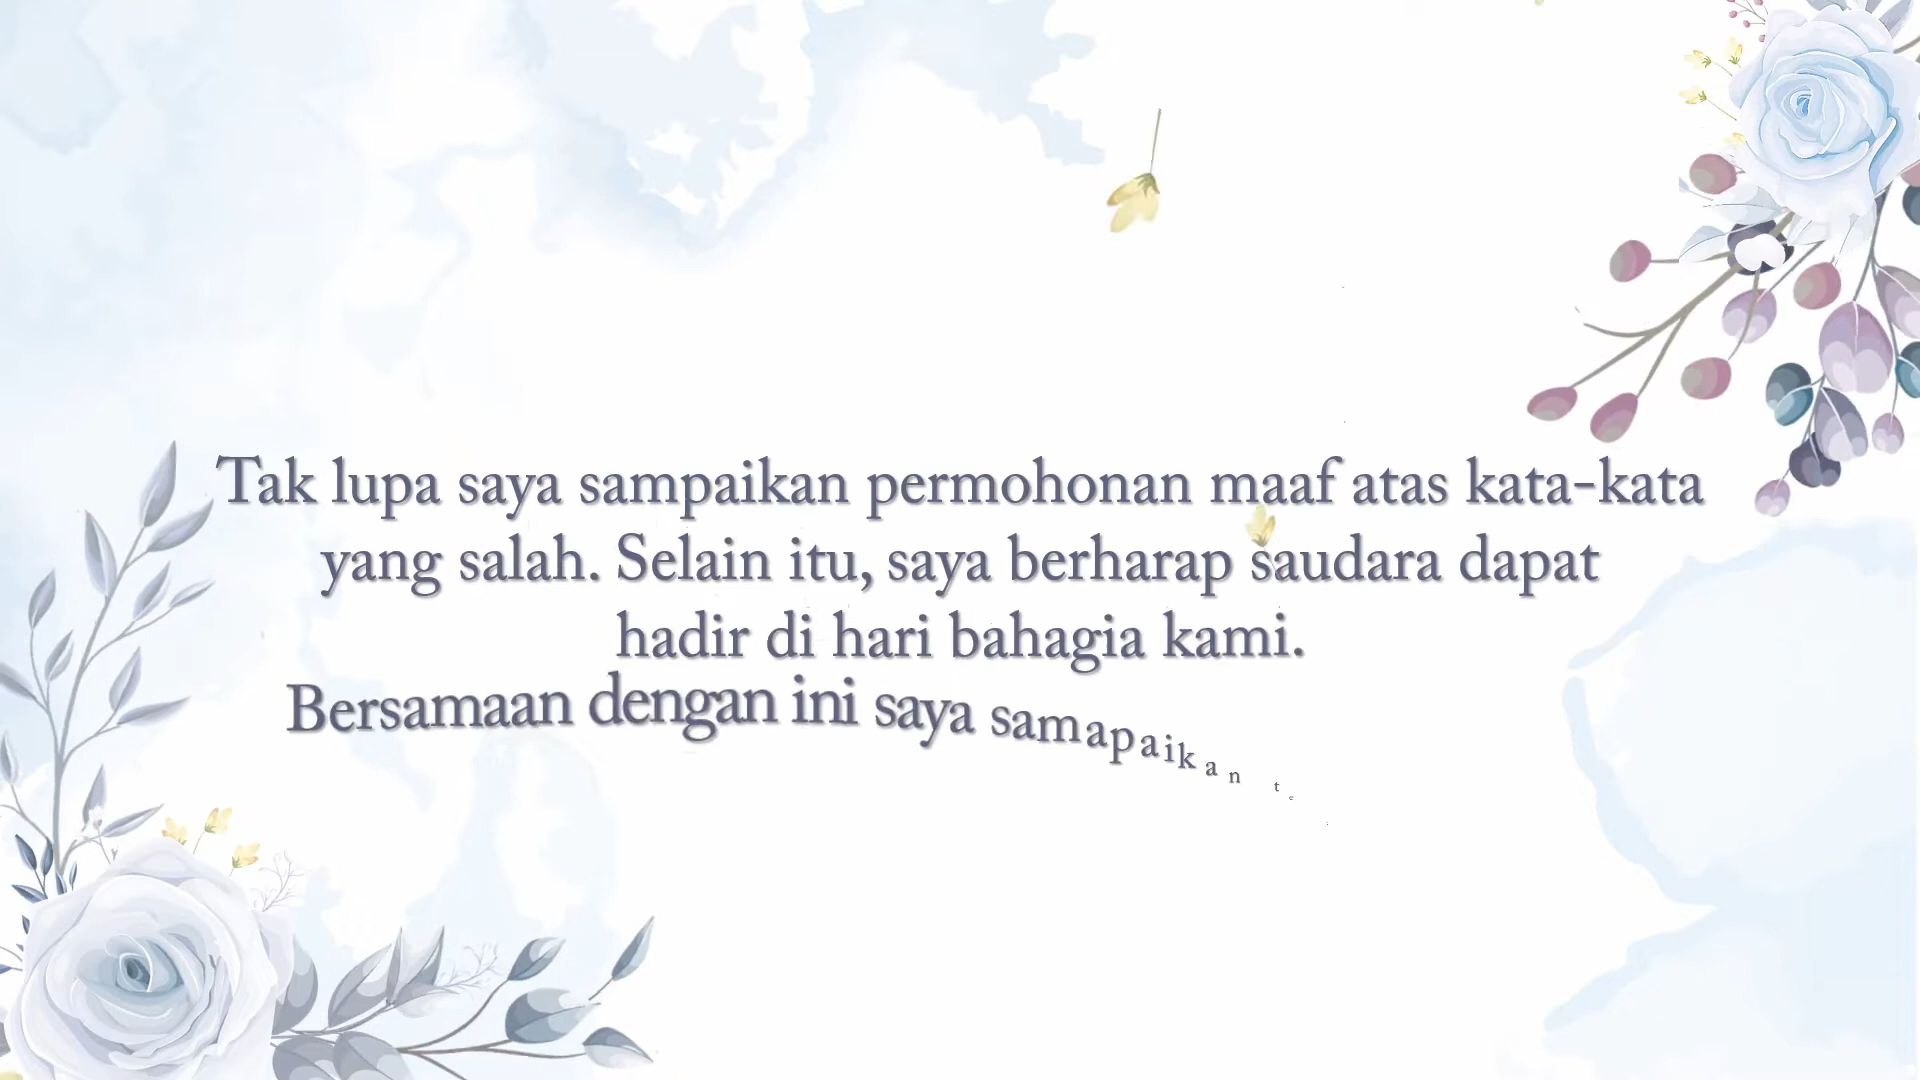 Tak lupa saya sampaikan permohonan maaf atas kata-kata
yang salah. Selain itu, saya berharap saudara dapat
hadir di hari bahagia kami.
Bersamaan dengan ini saya samapaikan te